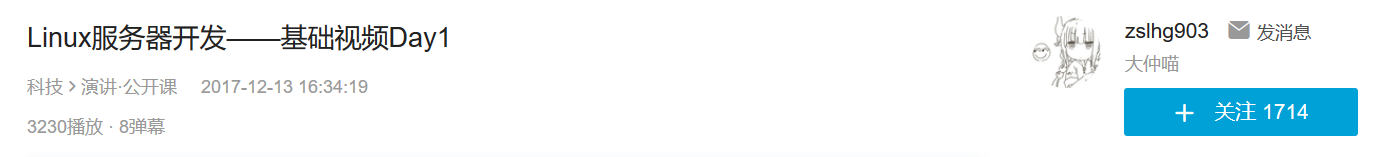 Linux服务器开发——基础视频Day1
科技 > 演讲·公开课 2017-12-13 16:34:19
3230播放 · 8弹幕
zslhg903 发消息
大仲喵
+ 关注 1714